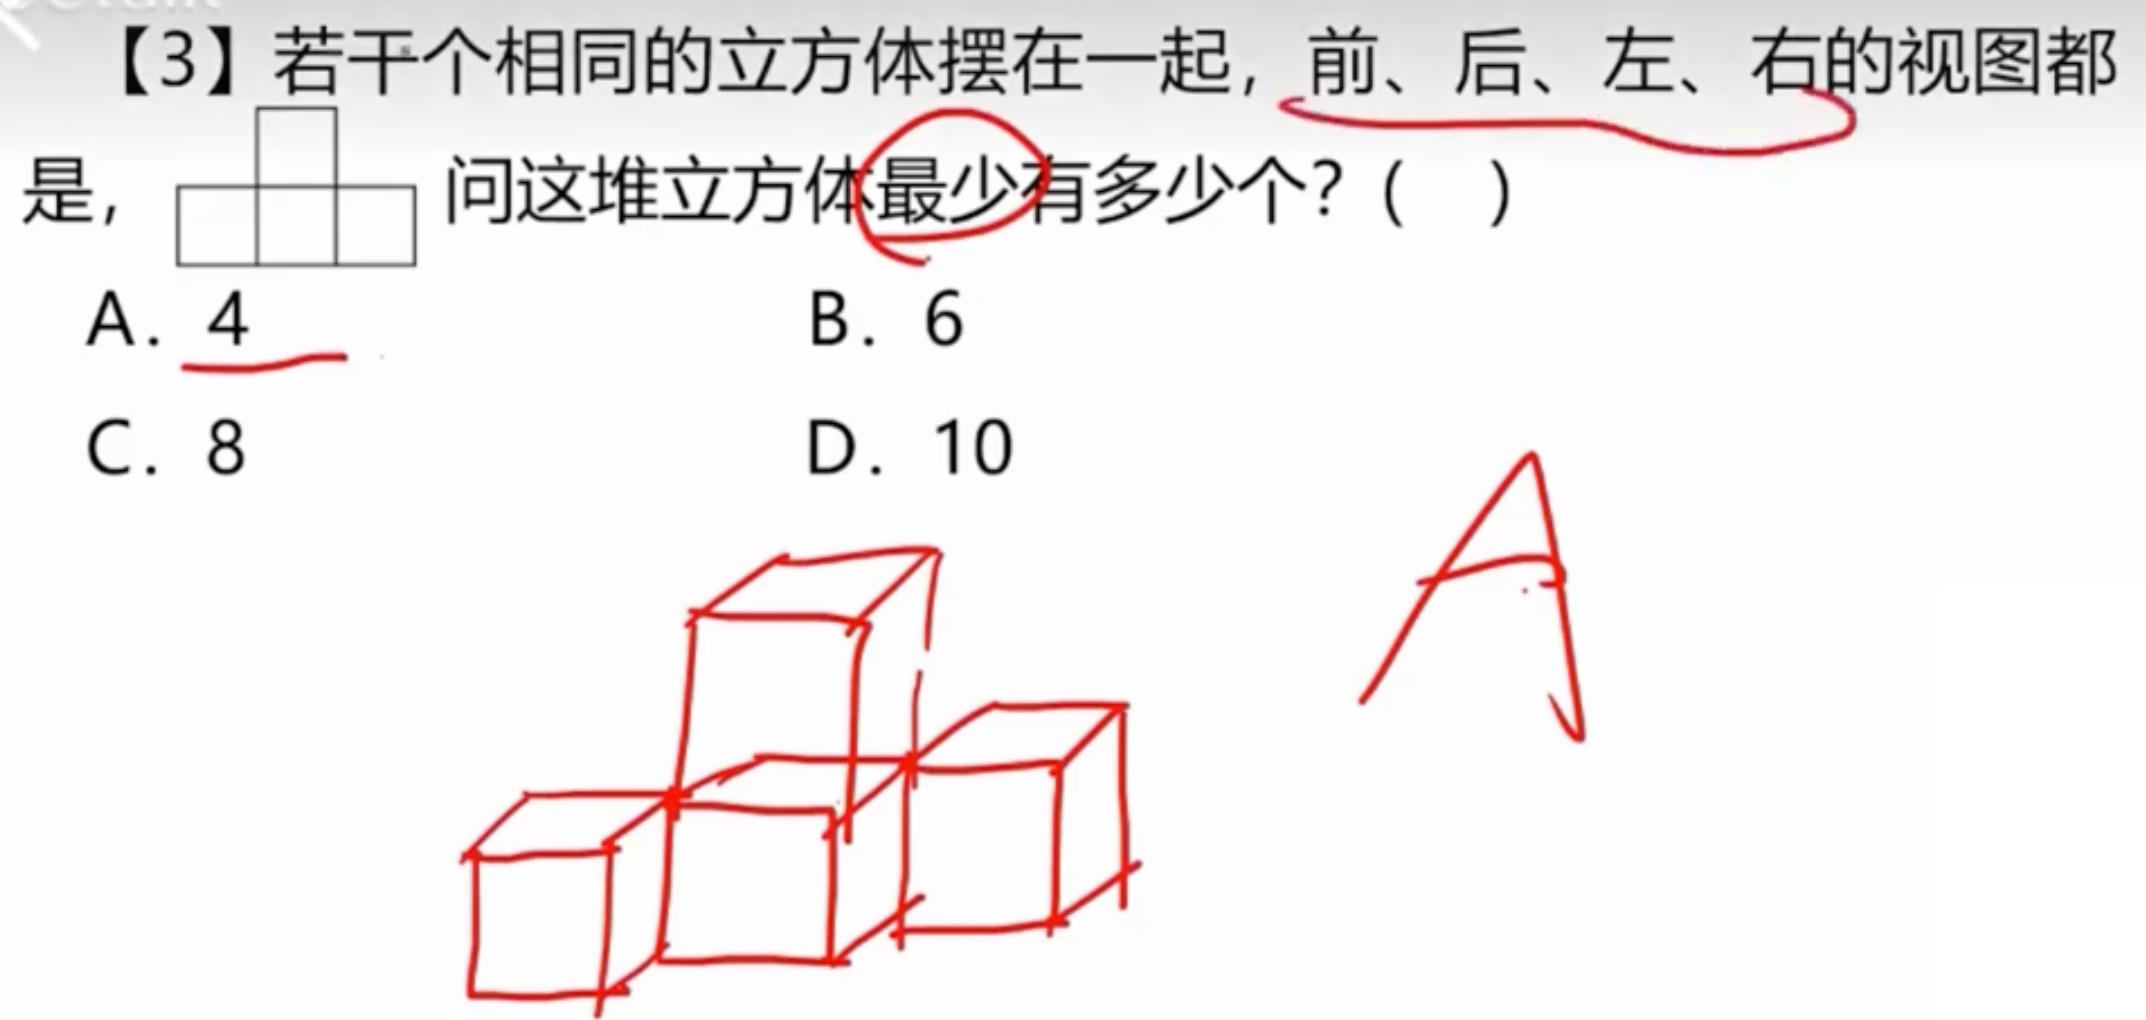 【3】若干个相同的立方体摆在一起，前、后、左、右的视图都
是， 问这堆立方体最少有多少个？（ ）
A. 4 B. 6
C. 8 D. 10
A